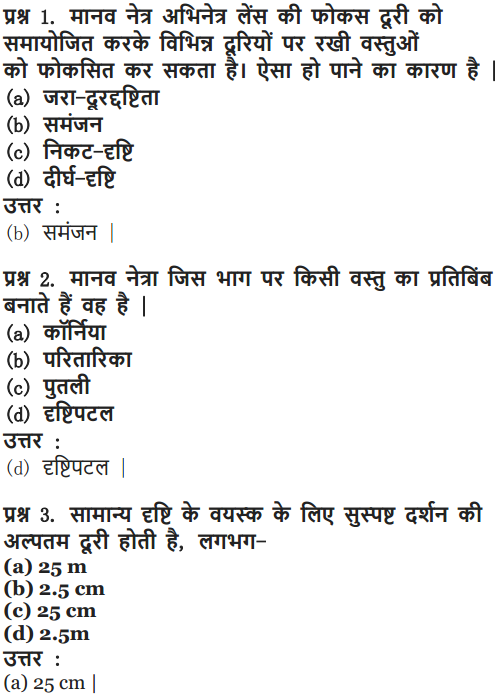 प्रश्न 1. मानव नेत्र अभिनेत्र लेंस की फोकस दूरी को
समायोजित करके विभिन्न दूरियों पर रखी वस्तुओं
को फोकसित कर सकता है। ऐसा हो पाने का कारण है |
(a) जरा-दूरदृष्टिता
(b) समंजन
(c) निकट-दृष्टि
(d) दीर्घ-दृष्टि
उत्तर :
(b) समंजन |
प्रश्न 2. मानव नेत्रा जिस भाग पर किसी वस्तु का प्रतिबिंब
बनाते हैं वह है |
(a) कॉर्निया
(b) परितारिका
(c) पुतली
(d) दृष्टिपटल
उत्तर :
(d) दृष्टिपटल |
प्रश्न 3. सामान्य दृष्टि के वयस्क के लिए सुस्पष्ट दर्शन की
अल्पतम दूरी होती है, लगभग-
(a) 25 m
(b) 2.5 cm
(c) 25 cm
(d) 2.5m
उत्तर :
(a) 25 cm |